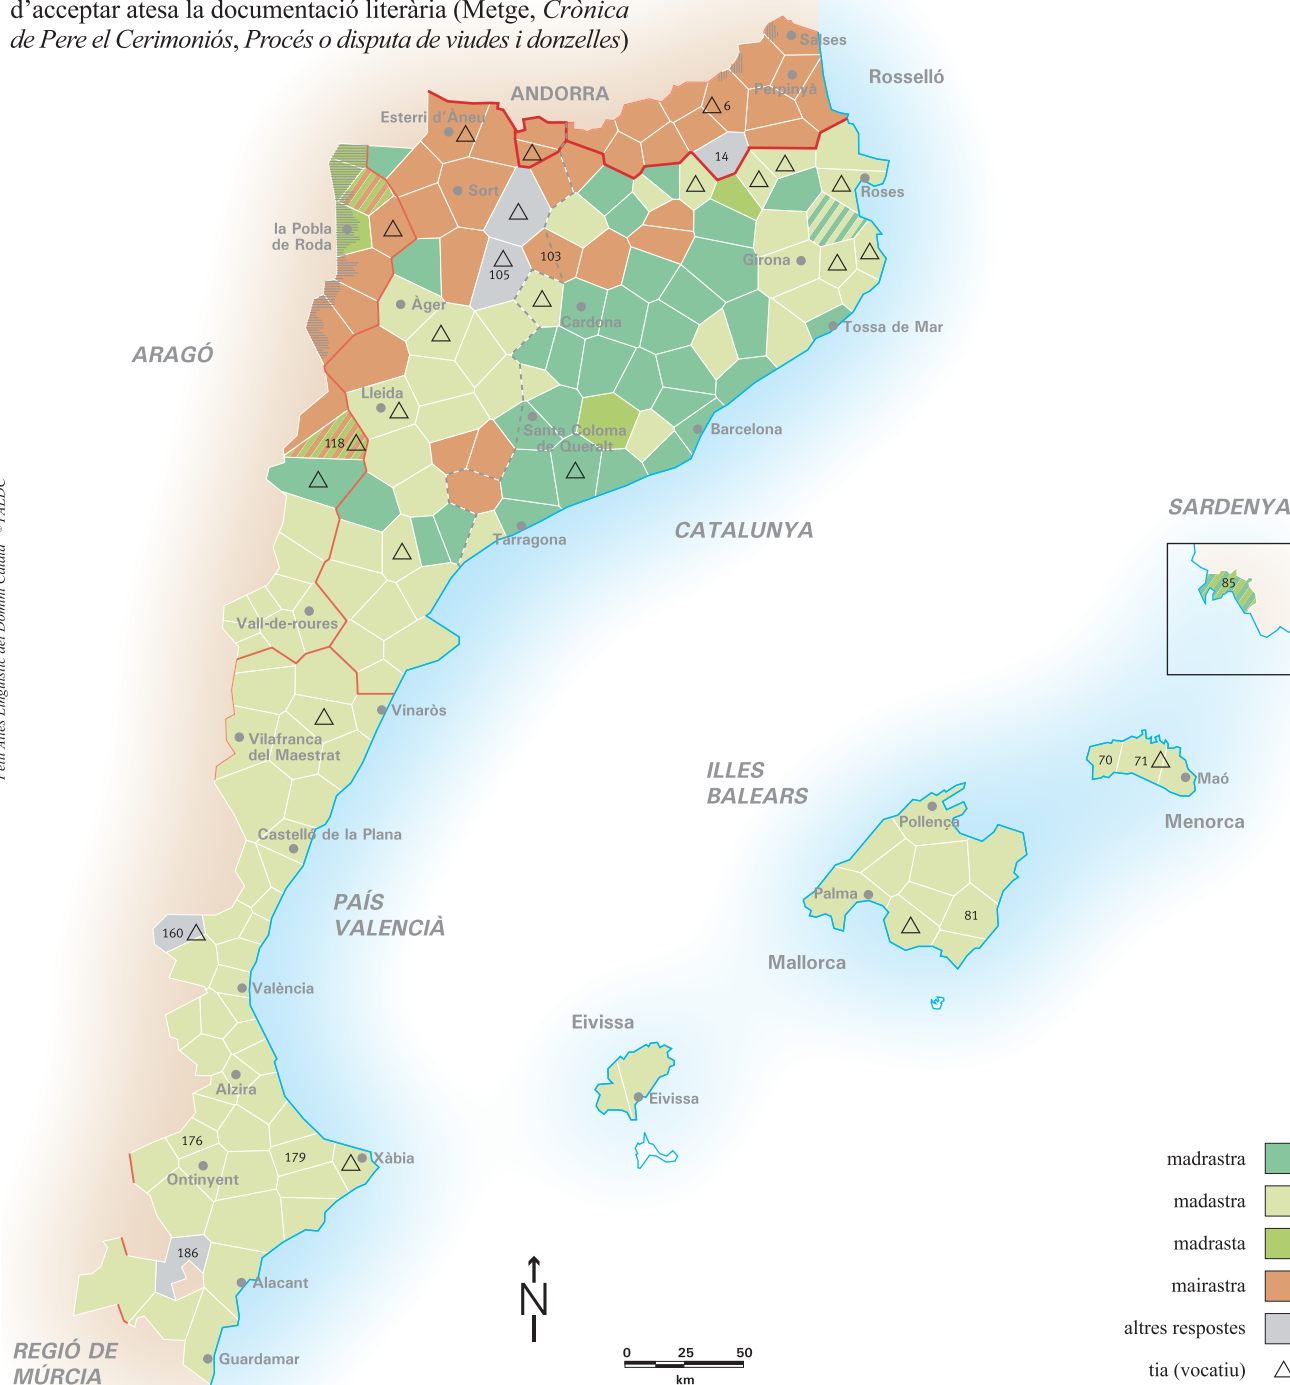 d'acceptar atesa la documentació literària (Metge, Crònica
de Pere el Cerimoniós, Procés o disputa de viudes i donzelles)
Salses
Rosselló
Perpinyà
ANDORRA
6
Esterri d'Àneu
14
Sort
Roses
la Pobla
de Roda
103
Girona
105
Àger
Cardona
Tossa de Mar
ARAGÓ
Lleida
Santa Coloma
de Queralt
Barcelona
118
SARDENYA
CATALUNYA
Tarragona
85
Vall-de-roures
Vinaròs
Vilafranca
del Maestrat
ILLES
BALEARS
70
71
Maó
Menorca
Pollença
Castelló de la Plana
Palma
81
PAÍS
VALENCIÀ
160
Mallorca
València
Eivissa
Alzira
Eivissa
176
179
Xàbia
Ontinyent
madrastra
madastra
madrasta
mairastra
altres respostes
tia (vocatiu)
186
Alacant
N
REGIÓ DE
MÚRCIA
Guardamar
0 25 50
km